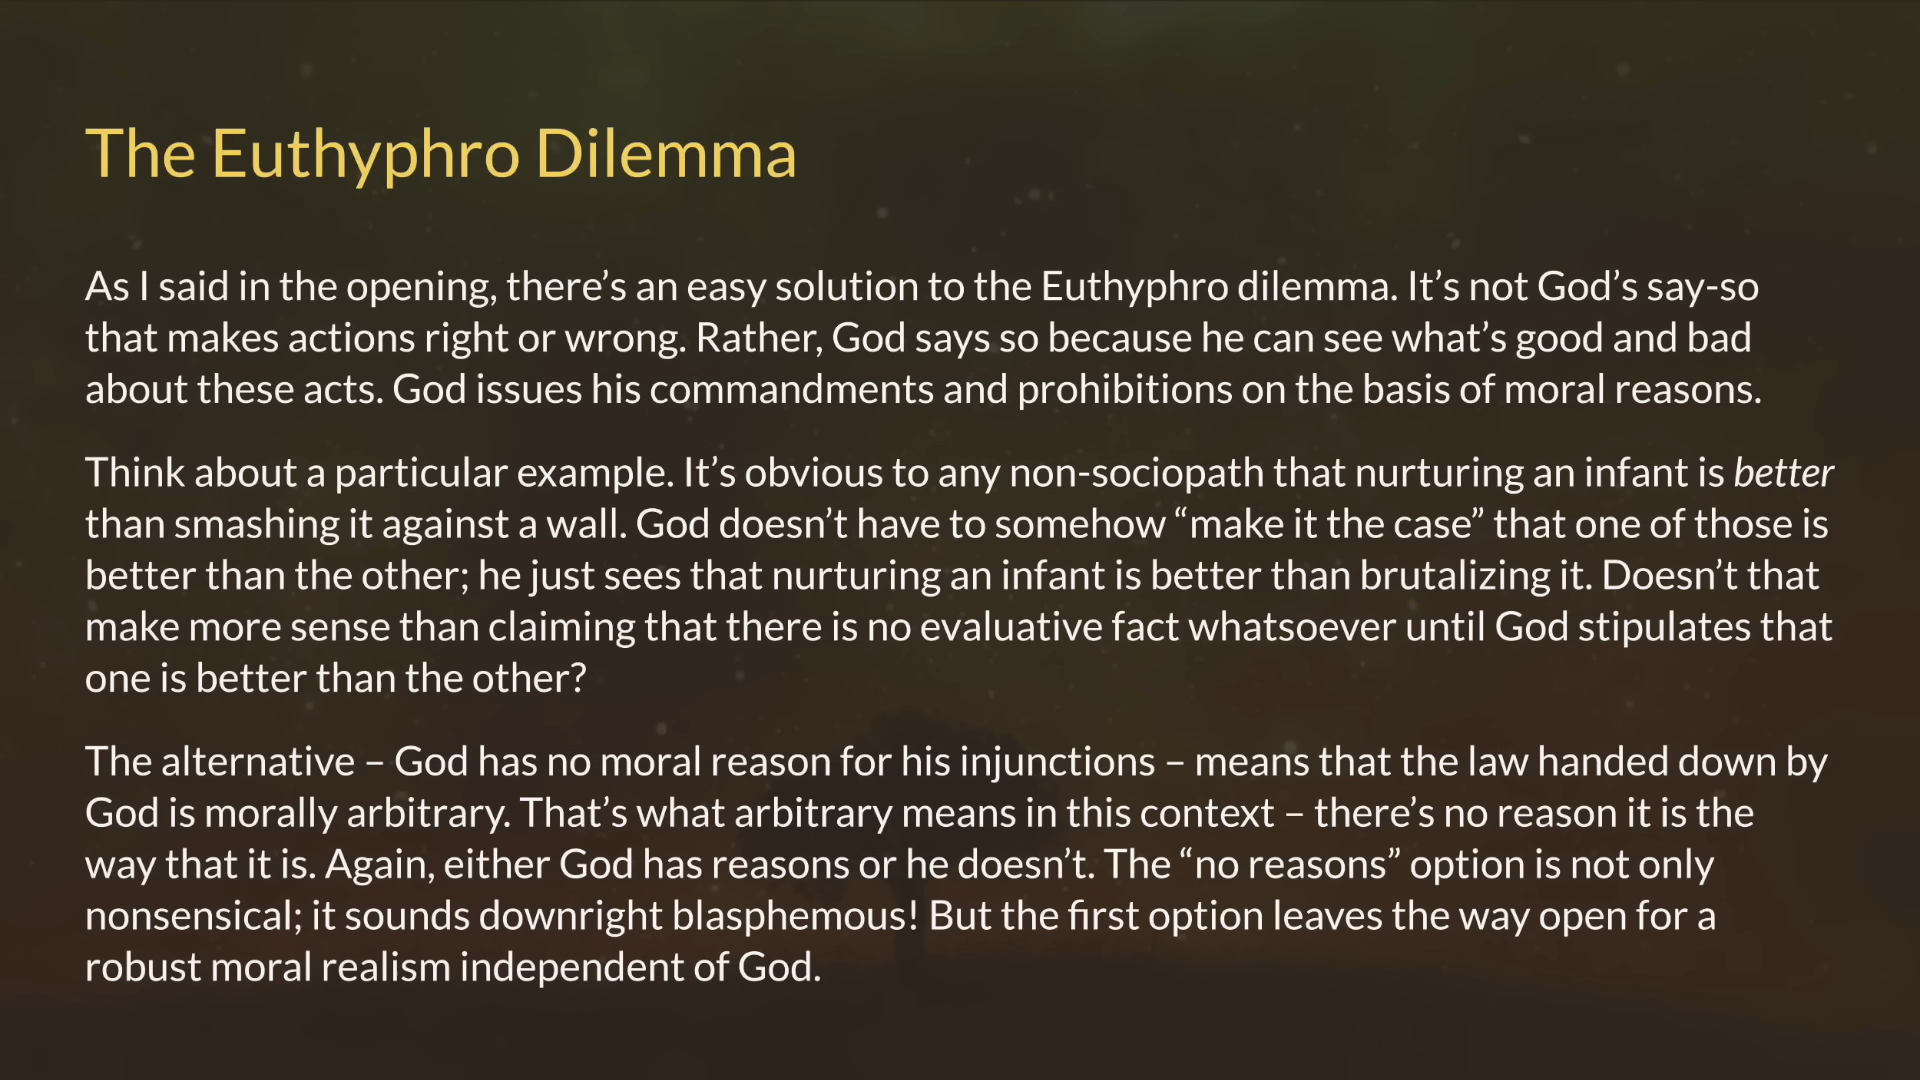 The Euthyphro Dilemma
As I said in the opening, there’s an easy solution to the Euthyphro dilemma. It’s not God’s say-so
that makes actions right or wrong. Rather, God says so because he can see what’s good and bad
about these acts. God issues his commandments and prohibitions on the basis of moral reasons.
Think about a particular example. It’s obvious to any non-sociopath that nurturing an infant is better
than smashing it against a wall. God doesn’t have to somehow “make it the case” that one of those is
better than the other; he just sees that nurturing an infant is better than brutalizing it. Doesn’t that
make more sense than claiming that there is no evaluative fact whatsoever until God stipulates that
one is better than the other?
The alternative – God has no moral reason for his injunctions – means that the law handed down by
God is morally arbitrary. That’s what arbitrary means in this context – there’s no reason it is the
way that it is. Again, either God has reasons or he doesn’t. The “no reasons” option is not only
nonsensical; it sounds downright blasphemous! But the first option leaves the way open for a
robust moral realism independent of God.